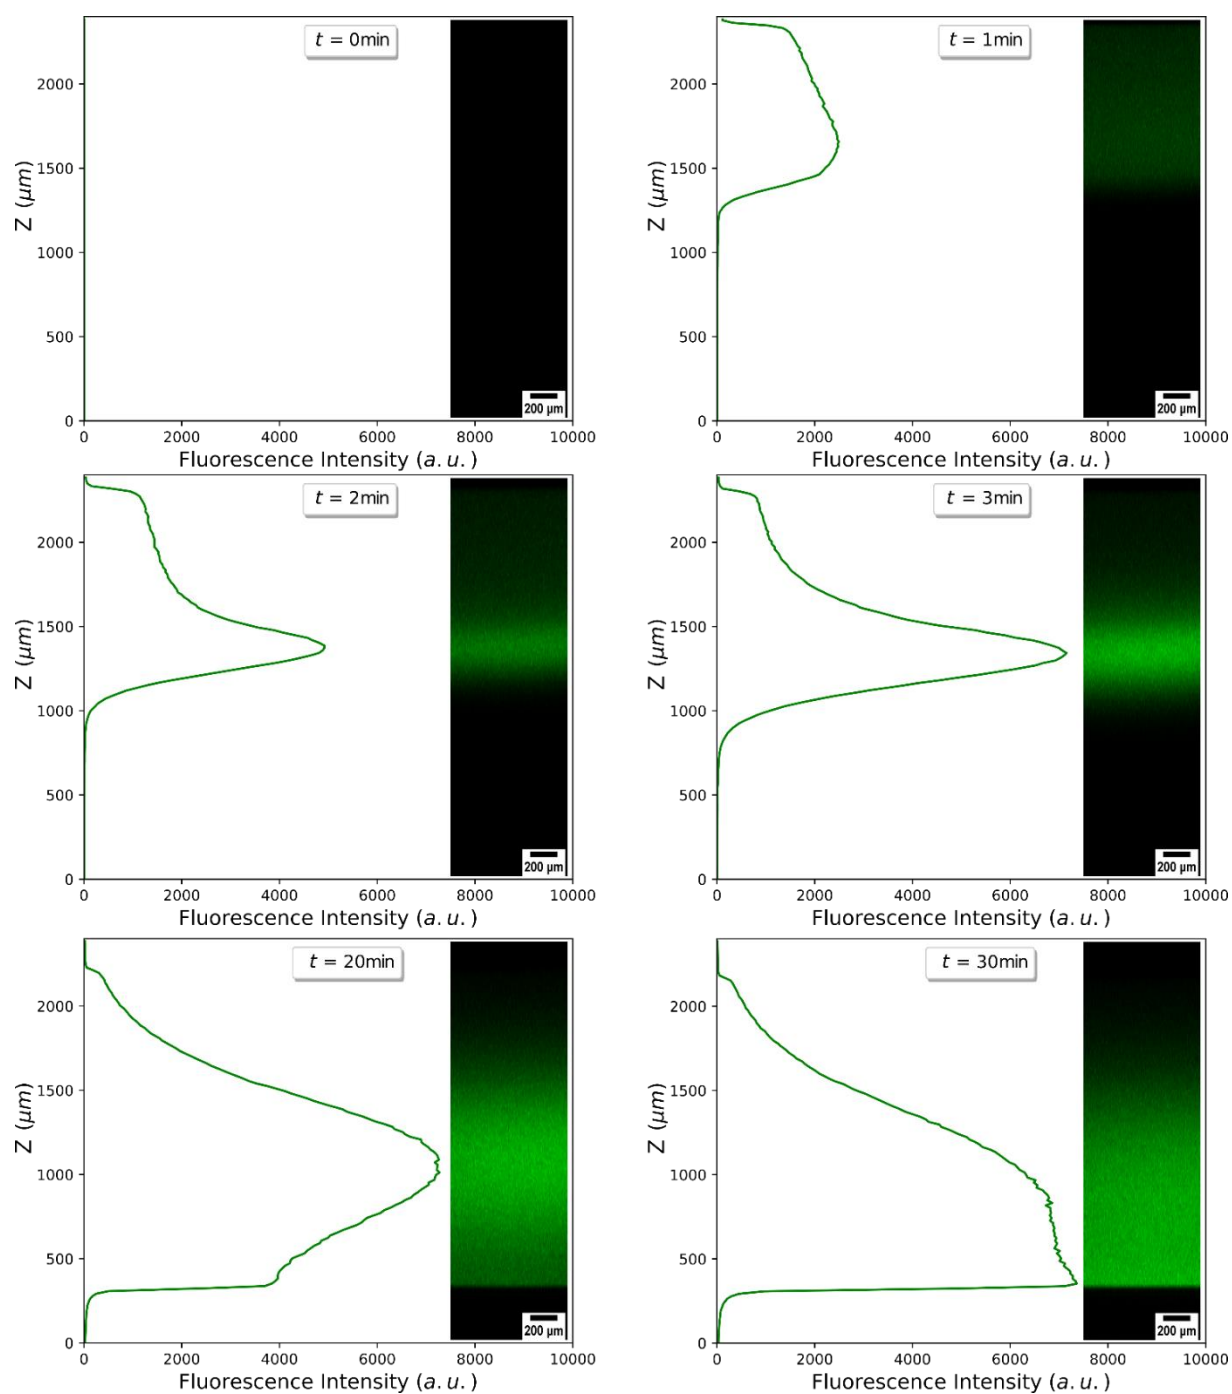 t = 0min
2000
1500
1000
500
0
Z (μm)
200 μm
0 2000 4000 6000 8000 10000
Fluorescence Intensity (a.u.)
t = 1min
2000
1500
1000
500
0
Z (μm)
200 μm
0 2000 4000 6000 8000 10000
Fluorescence Intensity (a.u.)
t = 2min
2000
1500
1000
500
0
Z (μm)
200 μm
0 2000 4000 6000 8000 10000
Fluorescence Intensity (a.u.)
t = 3min
2000
1500
1000
500
0
Z (μm)
200 μm
0 2000 4000 6000 8000 10000
Fluorescence Intensity (a.u.)
t = 20min
2000
1500
1000
500
0
Z (μm)
200 μm
0 2000 4000 6000 8000 10000
Fluorescence Intensity (a.u.)
t = 30min
2000
1500
1000
500
0
Z (μm)
200 μm
0 2000 4000 6000 8000 10000
Fluorescence Intensity (a.u.)